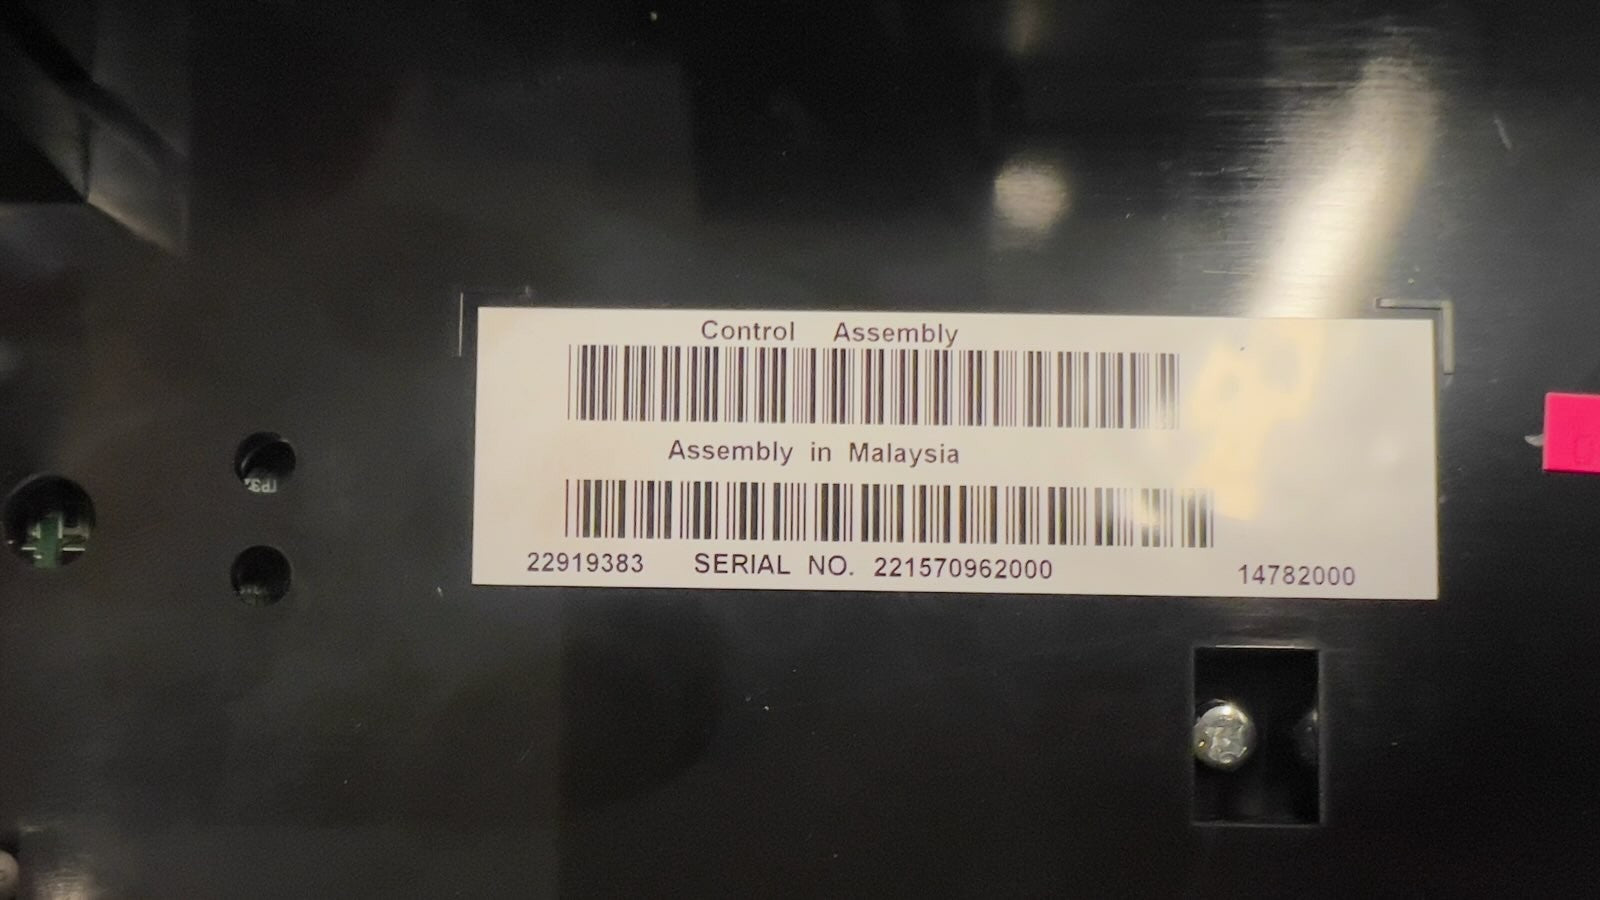 Control Assembly
Assembly in Malaysia
22919383 SERIAL NO. 221570962000 14782000